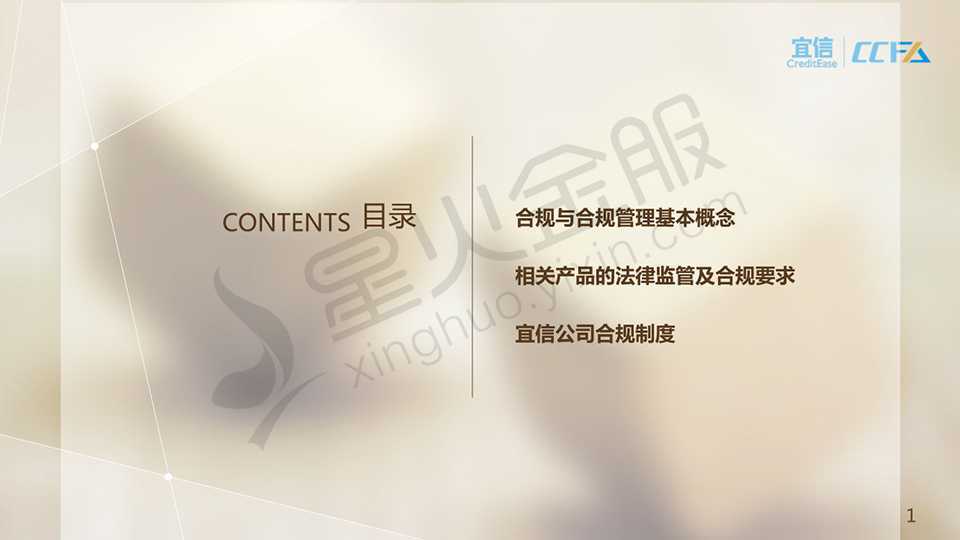 宜信
CreditEase
CCFA
星火金服
xinghuo.yixin.com
CONTENTS 目录
合规与合规管理基本概念
相关产品的法律监管及合规要求
宜信公司合规制度
1